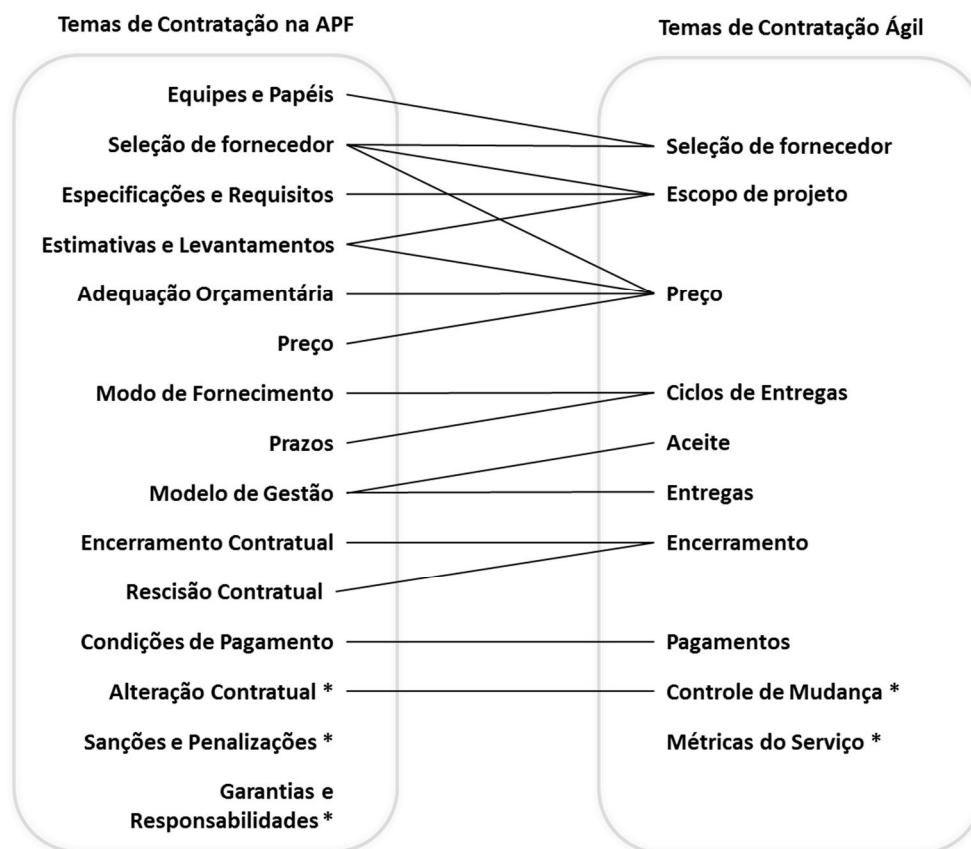 Temas de Contratação na APF
Equipes e Papéis
Seleção de fornecedor
Especificações e Requisitos
Estimativas e Levantamentos
Adequação Orçamentária
Preço
Modo de Fornecimento
Prazos
Modelo de Gestão
Encerramento Contratual
Rescisão Contratual
Condições de Pagamento
Alteração Contratual *
Sanções e Penalizações *
Garantias e
Responsabilidades *
Temas de Contratação Ágil
Seleção de fornecedor
Escopo de projeto
Preço
Ciclos de Entregas
Aceite
Entregas
Encerramento
Pagamentos
Controle de Mudança *
Métricas do Serviço *